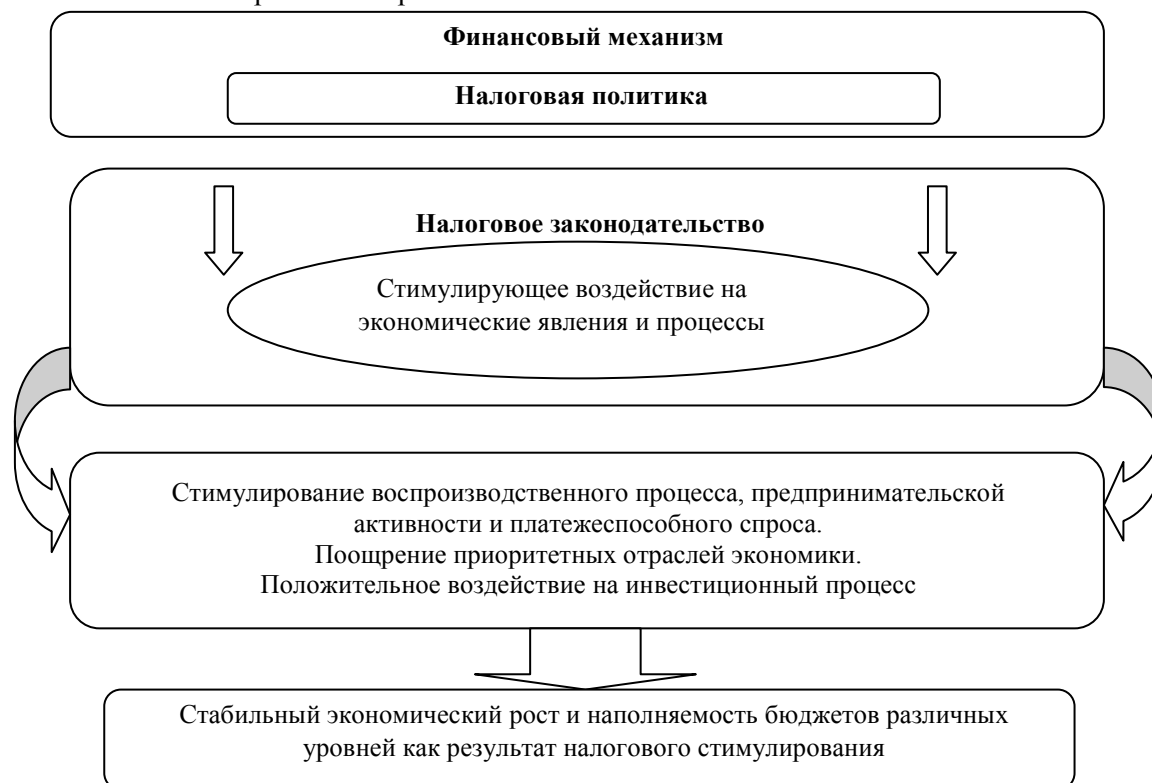 Финансовый механизм
Налоговая политика
Налоговое законодательство
Стимулирующее воздействие на
экономические явления и процессы
Стимулирование воспроизводственного процесса, предпринимательской
активности и платежеспособного спроса.
Поощрение приоритетных отраслей экономики.
Положительное воздействие на инвестиционный процесс
Стабильный экономический рост и наполняемость бюджетов различных
уровней как результат налогового стимулирования